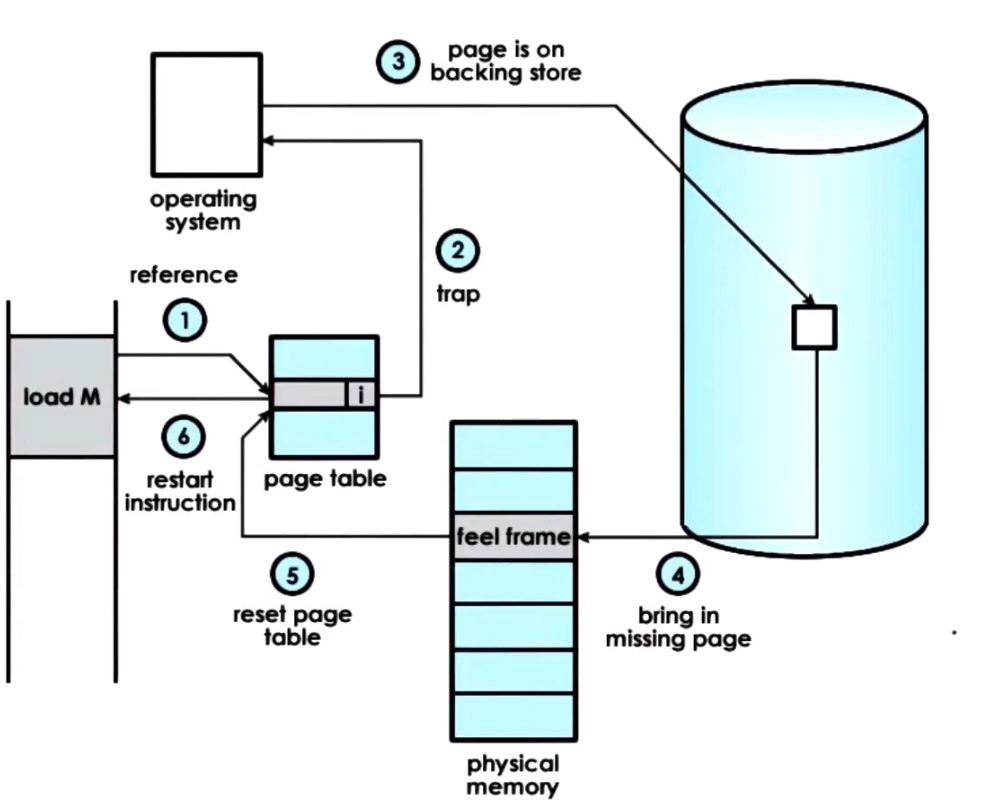 3
page is on
backing store
operating
system
2
trap
reference
1
load M
i
6
restart
instruction
page table
feel frame
5
reset page
table
4
bring in
missing page
physical
memory